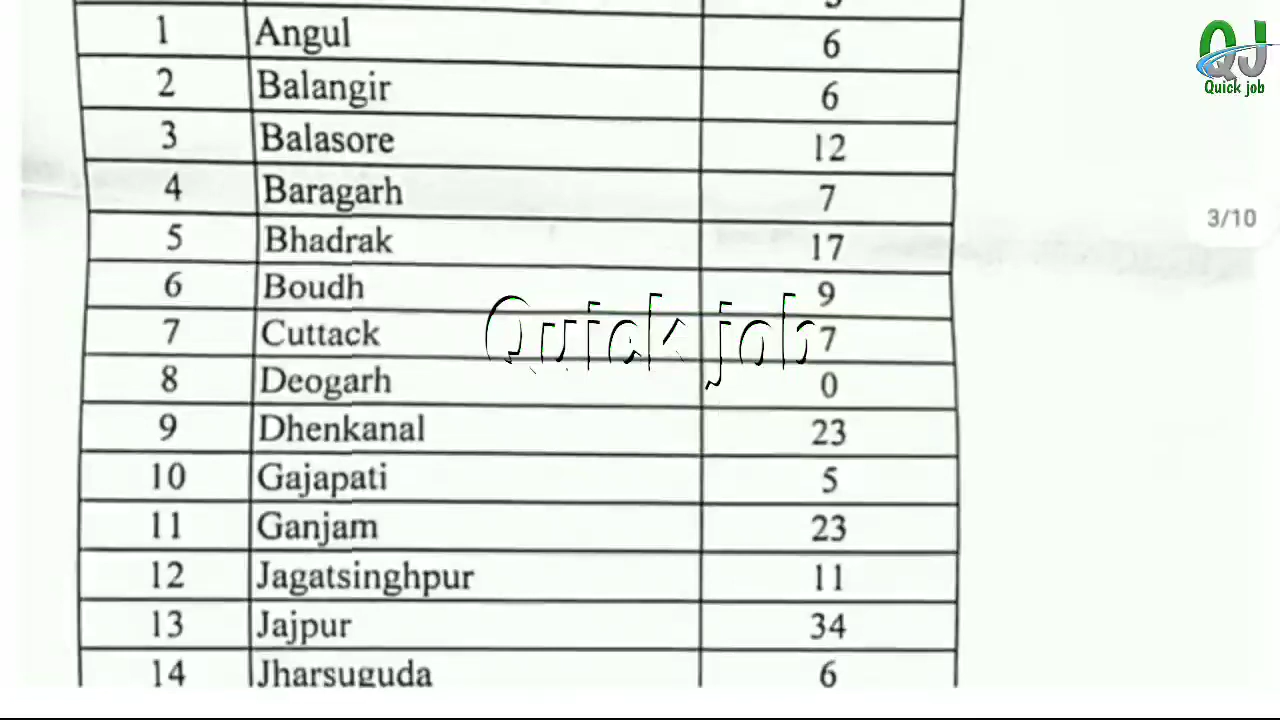 3
1 Angul 6
2 Balangir 6
3 Balasore 12
4 Baragarh 7
5 Bhadrak 17
6 Boudh 9
7 Cuttack 7
8 Deogarh 0
9 Dhenkanal 23
10 Gajapati 5
11 Ganjam 23
12 Jagatsinghpur 11
13 Jajpur 34
14 Jharsuguda 6
Quick job
QJ
Quick job
3/10